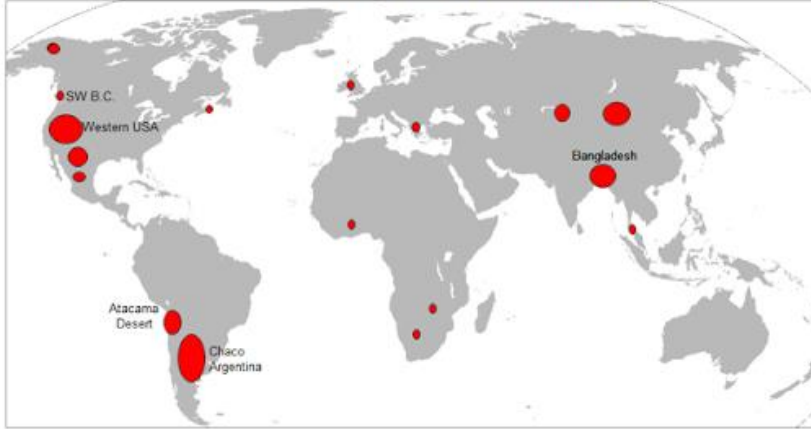 SW B.C.
Western USA
Bangladesh
Atacama
Desert
Chaco
Argentina